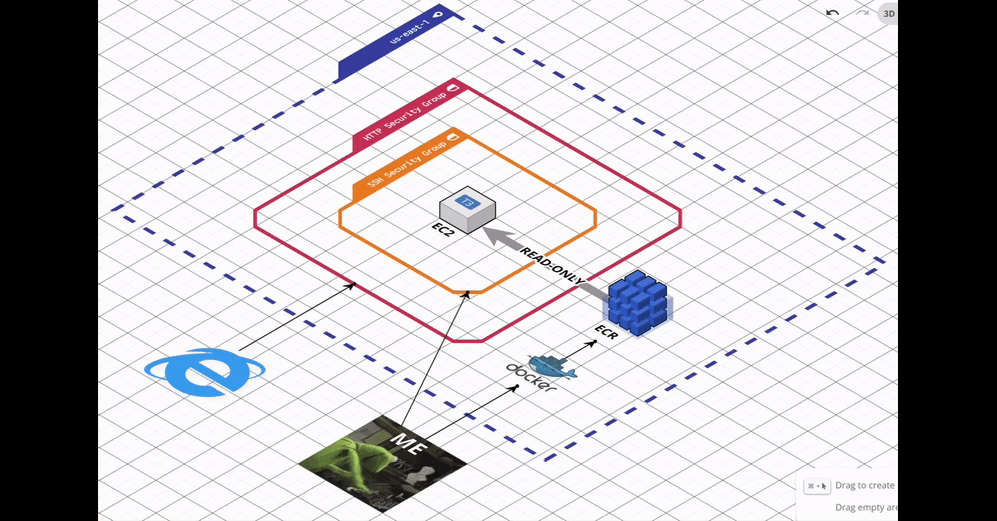 us-east-1
3D
HTTP Security Group
SSH Security Group
T3
EC2
READ-ONLY
ECR
docker
ME
⌘ + Drag to create
Drag empty are